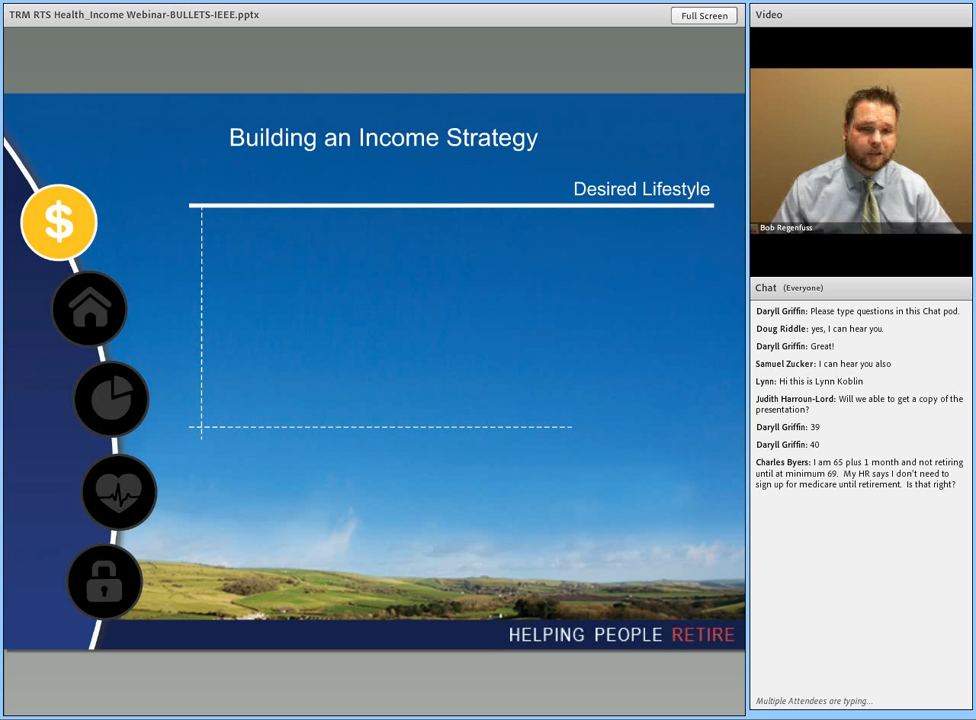 TRM RTS Health_Income Webinar-BULLETS-IEEE.pptx
Full Screen
Building an Income Strategy
Desired Lifestyle
$
HELPING PEOPLE RETIRE
Video
Bob Regenfuss
Chat (Everyone)
Daryll Griffin: Please type questions in this Chat pod.
Doug Riddle: yes, I can hear you.
Daryll Griffin: Great!
Samuel Zucker: I can hear you also
Lynn: Hi this is Lynn Koblin
Judith Harroun-Lord: Will we able to get a copy of the
presentation?
Daryll Griffin: 39
Daryll Griffin: 40
Charles Byers: I am 65 plus 1 month and not retiring
until at minimum 69. My HR says I don't need to
sign up for medicare until retirement. Is that right?
Multiple Attendees are typing...